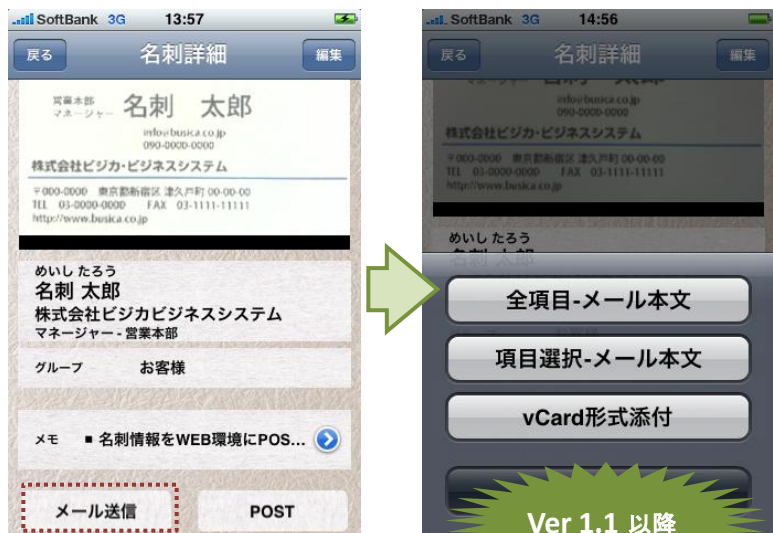 SoftBank 3G 13:57
戻る 名刺詳細 編集
営業本部
マネージャー 名刺 太郎
info@busica.co.jp
090-0000-0000
株式会社ビジカ・ビジネスシステム
〒000-0000 東京都新宿区 津久戸町 00-00-00
TEL 03-0000-0000 FAX 03-1111-11111
http://www.busica.co.jp
めいし たろう
名刺 太郎
株式会社ビジカビジネスシステム
マネージャー - 営業本部
グループ お客様
メモ ■ 名刺情報をWEB環境にPOS...
メール送信 POST
SoftBank 3G 14:56
戻る 名刺詳細 編集
info@busica.co.jp
090-0000-0000
株式会社ビジカ・ビジネスシステム
〒000-0000 東京都新宿区 津久戸町 00-00-00
TEL 03-0000-0000 FAX 03-1111-11111
http://www.busica.co.jp
めいし たろう
名刺 太郎
全項目-メール本文
項目選択-メール本文
vCard形式添付
Ver 1.1 以降